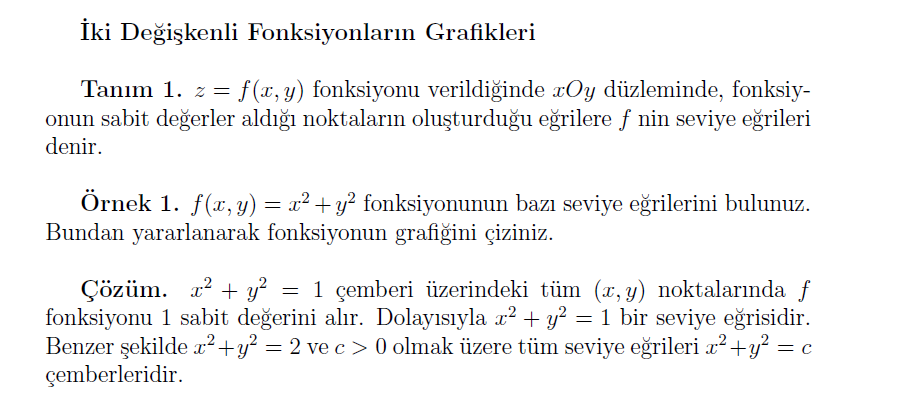 İki Değişkenli Fonksiyonların Grafikleri
Tanım 1. z = f(x, y) fonksiyonu verildiğinde xOy düzleminde, fonksiy-
onun sabit değerler aldığı noktaların oluşturduğu eğrilere f nin seviye eğrileri
denir.
Örnek 1. f(x, y) = x² + y² fonksiyonunun bazı seviye eğrilerini bulunuz.
Bundan yararlanarak fonksiyonun grafiğini çiziniz.
Çözüm. x² + y² = 1 çemberi üzerindeki tüm (x, y) noktalarında f
fonksiyonu 1 sabit değerini alır. Dolayısıyla x² + y² = 1 bir seviye eğrisidir.
Benzer şekilde x² + y² = 2 ve c > 0 olmak üzere tüm seviye eğrileri x² + y² = c
çemberleridir.